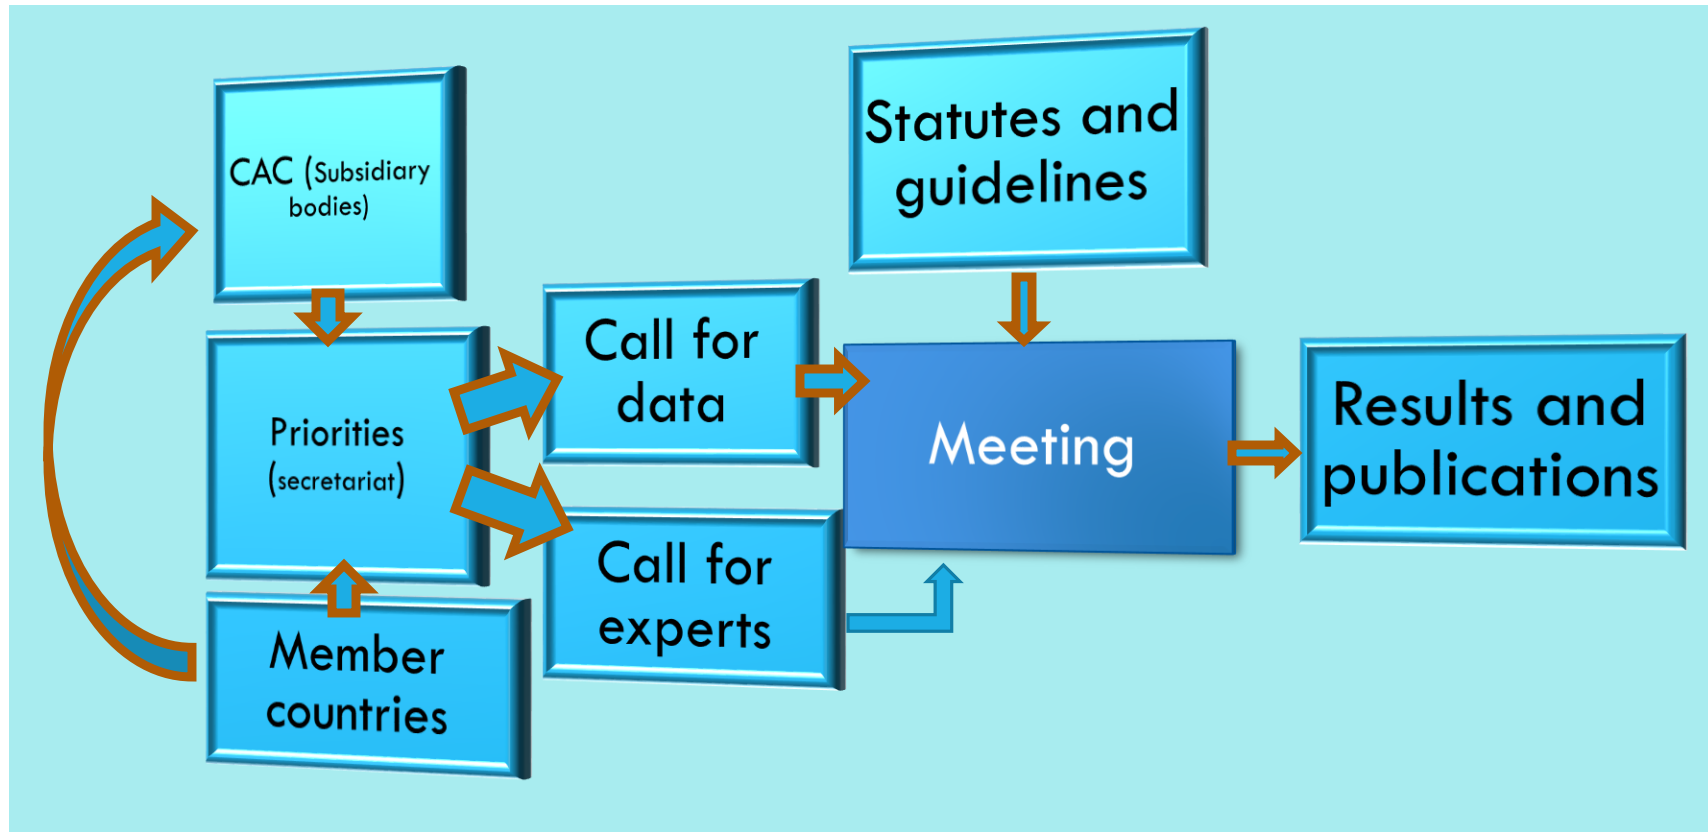 CAC (Subsidiary
bodies)
Statutes and
guidelines
Priorities
(secretariat)
Call for
data
Meeting
Results and
publications
Call for
experts
Member
countries